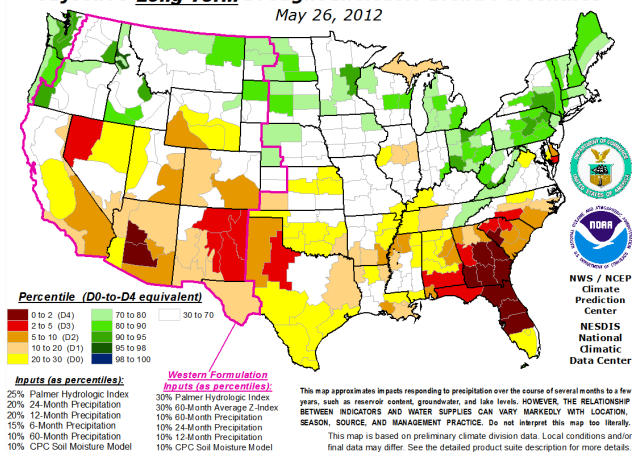 May 26, 2012
NWS / NCEP
Climate
Prediction
Center
NESDIS
National
Climatic
Data Center
NOAA
Percentile (D0-to-D4 equivalent)
0 to 2 (D4)
2 to 5 (D3)
5 to 10 (D2)
10 to 20 (D1)
20 to 30 (D0)
70 to 80
80 to 90
90 to 95
95 to 98
98 to 100
30 to 70
Inputs (as percentiles):
25% Palmer Hydrologic Index
20% 24-Month Precipitation
20% 12-Month Precipitation
15% 6-Month Precipitation
10% 60-Month Precipitation
10% CPC Soil Moisture Model
Western Formulation
Inputs (as percentiles):
30% Palmer Hydrologic Index
30% 60-Month Average Z-Index
10% 60-Month Precipitation
10% 24-Month Precipitation
10% 12-Month Precipitation
10% CPC Soil Moisture Model
This map approximates impacts responding to precipitation over the course of several months to a few
years, such as reservoir content, groundwater, and lake levels. HOWEVER, THE RELATIONSHIP
BETWEEN INDICATORS AND WATER SUPPLIES CAN VARY MARKEDLY WITH LOCATION,
SEASON, SOURCE, AND MANAGEMENT PRACTICE. Do not interpret this map too literally.
This map is based on preliminary climate division data. Local conditions and/or
final data may differ. See the detailed product suite description for more details.